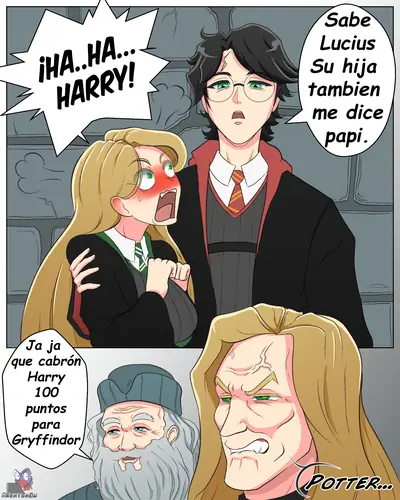 ¡HA..HA...
HARRY!
Sabe
Lucius
Su hija
tambien
me dice
papi.
Ja ja
que cabrón
Harry
100
puntos
para
Gryffindor
POTTER...